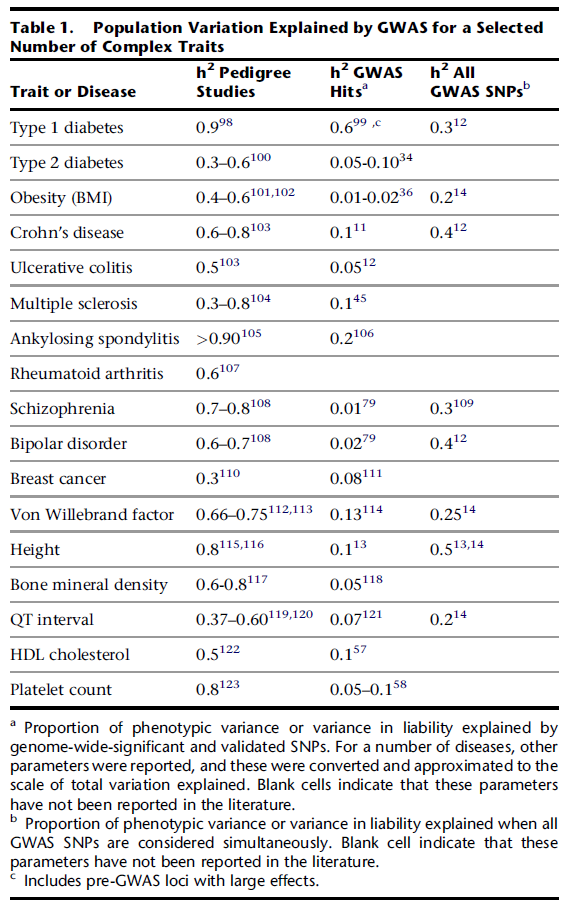 Table 1. Population Variation Explained by GWAS for a Selected
Number of Complex Traits
Trait or Disease h² Pedigree Studies h² GWAS Hitsᵃ h² All GWAS SNPsᵇ
Type 1 diabetes 0.9⁹⁸ 0.6⁹⁹ ,ᶜ 0.3¹²
Type 2 diabetes 0.3–0.6¹⁰⁰ 0.05-0.10³⁴
Obesity (BMI) 0.4–0.6¹⁰¹,¹⁰² 0.01-0.02³⁶ 0.2¹⁴
Crohn's disease 0.6–0.8¹⁰³ 0.1¹¹ 0.4¹²
Ulcerative colitis 0.5¹⁰³ 0.05¹²
Multiple sclerosis 0.3–0.8¹⁰⁴ 0.1⁴⁵
Ankylosing spondylitis >0.90¹⁰⁵ 0.2¹⁰⁶
Rheumatoid arthritis 0.6¹⁰⁷
Schizophrenia 0.7–0.8¹⁰⁸ 0.01⁷⁹ 0.3¹⁰⁹
Bipolar disorder 0.6–0.7¹⁰⁸ 0.02⁷⁹ 0.4¹²
Breast cancer 0.3¹¹⁰ 0.08¹¹¹
Von Willebrand factor 0.66–0.75¹¹²,¹¹³ 0.13¹¹⁴ 0.25¹⁴
Height 0.8¹¹⁵,¹¹⁶ 0.1¹³ 0.5¹³,¹⁴
Bone mineral density 0.6-0.8¹¹⁷ 0.05¹¹⁸
QT interval 0.37–0.60¹¹⁹,¹²⁰ 0.07¹²¹ 0.2¹⁴
HDL cholesterol 0.5¹²² 0.1⁵⁷
Platelet count 0.8¹²³ 0.05–0.1⁵⁸
ᵃ Proportion of phenotypic variance or variance in liability explained by
genome-wide-significant and validated SNPs. For a number of diseases, other
parameters were reported, and these were converted and approximated to the
scale of total variation explained. Blank cells indicate that these parameters
have not been reported in the literature.
ᵇ Proportion of phenotypic variance or variance in liability explained when all
GWAS SNPs are considered simultaneously. Blank cell indicate that these
parameters have not been reported in the literature.
ᶜ Includes pre-GWAS loci with large effects.